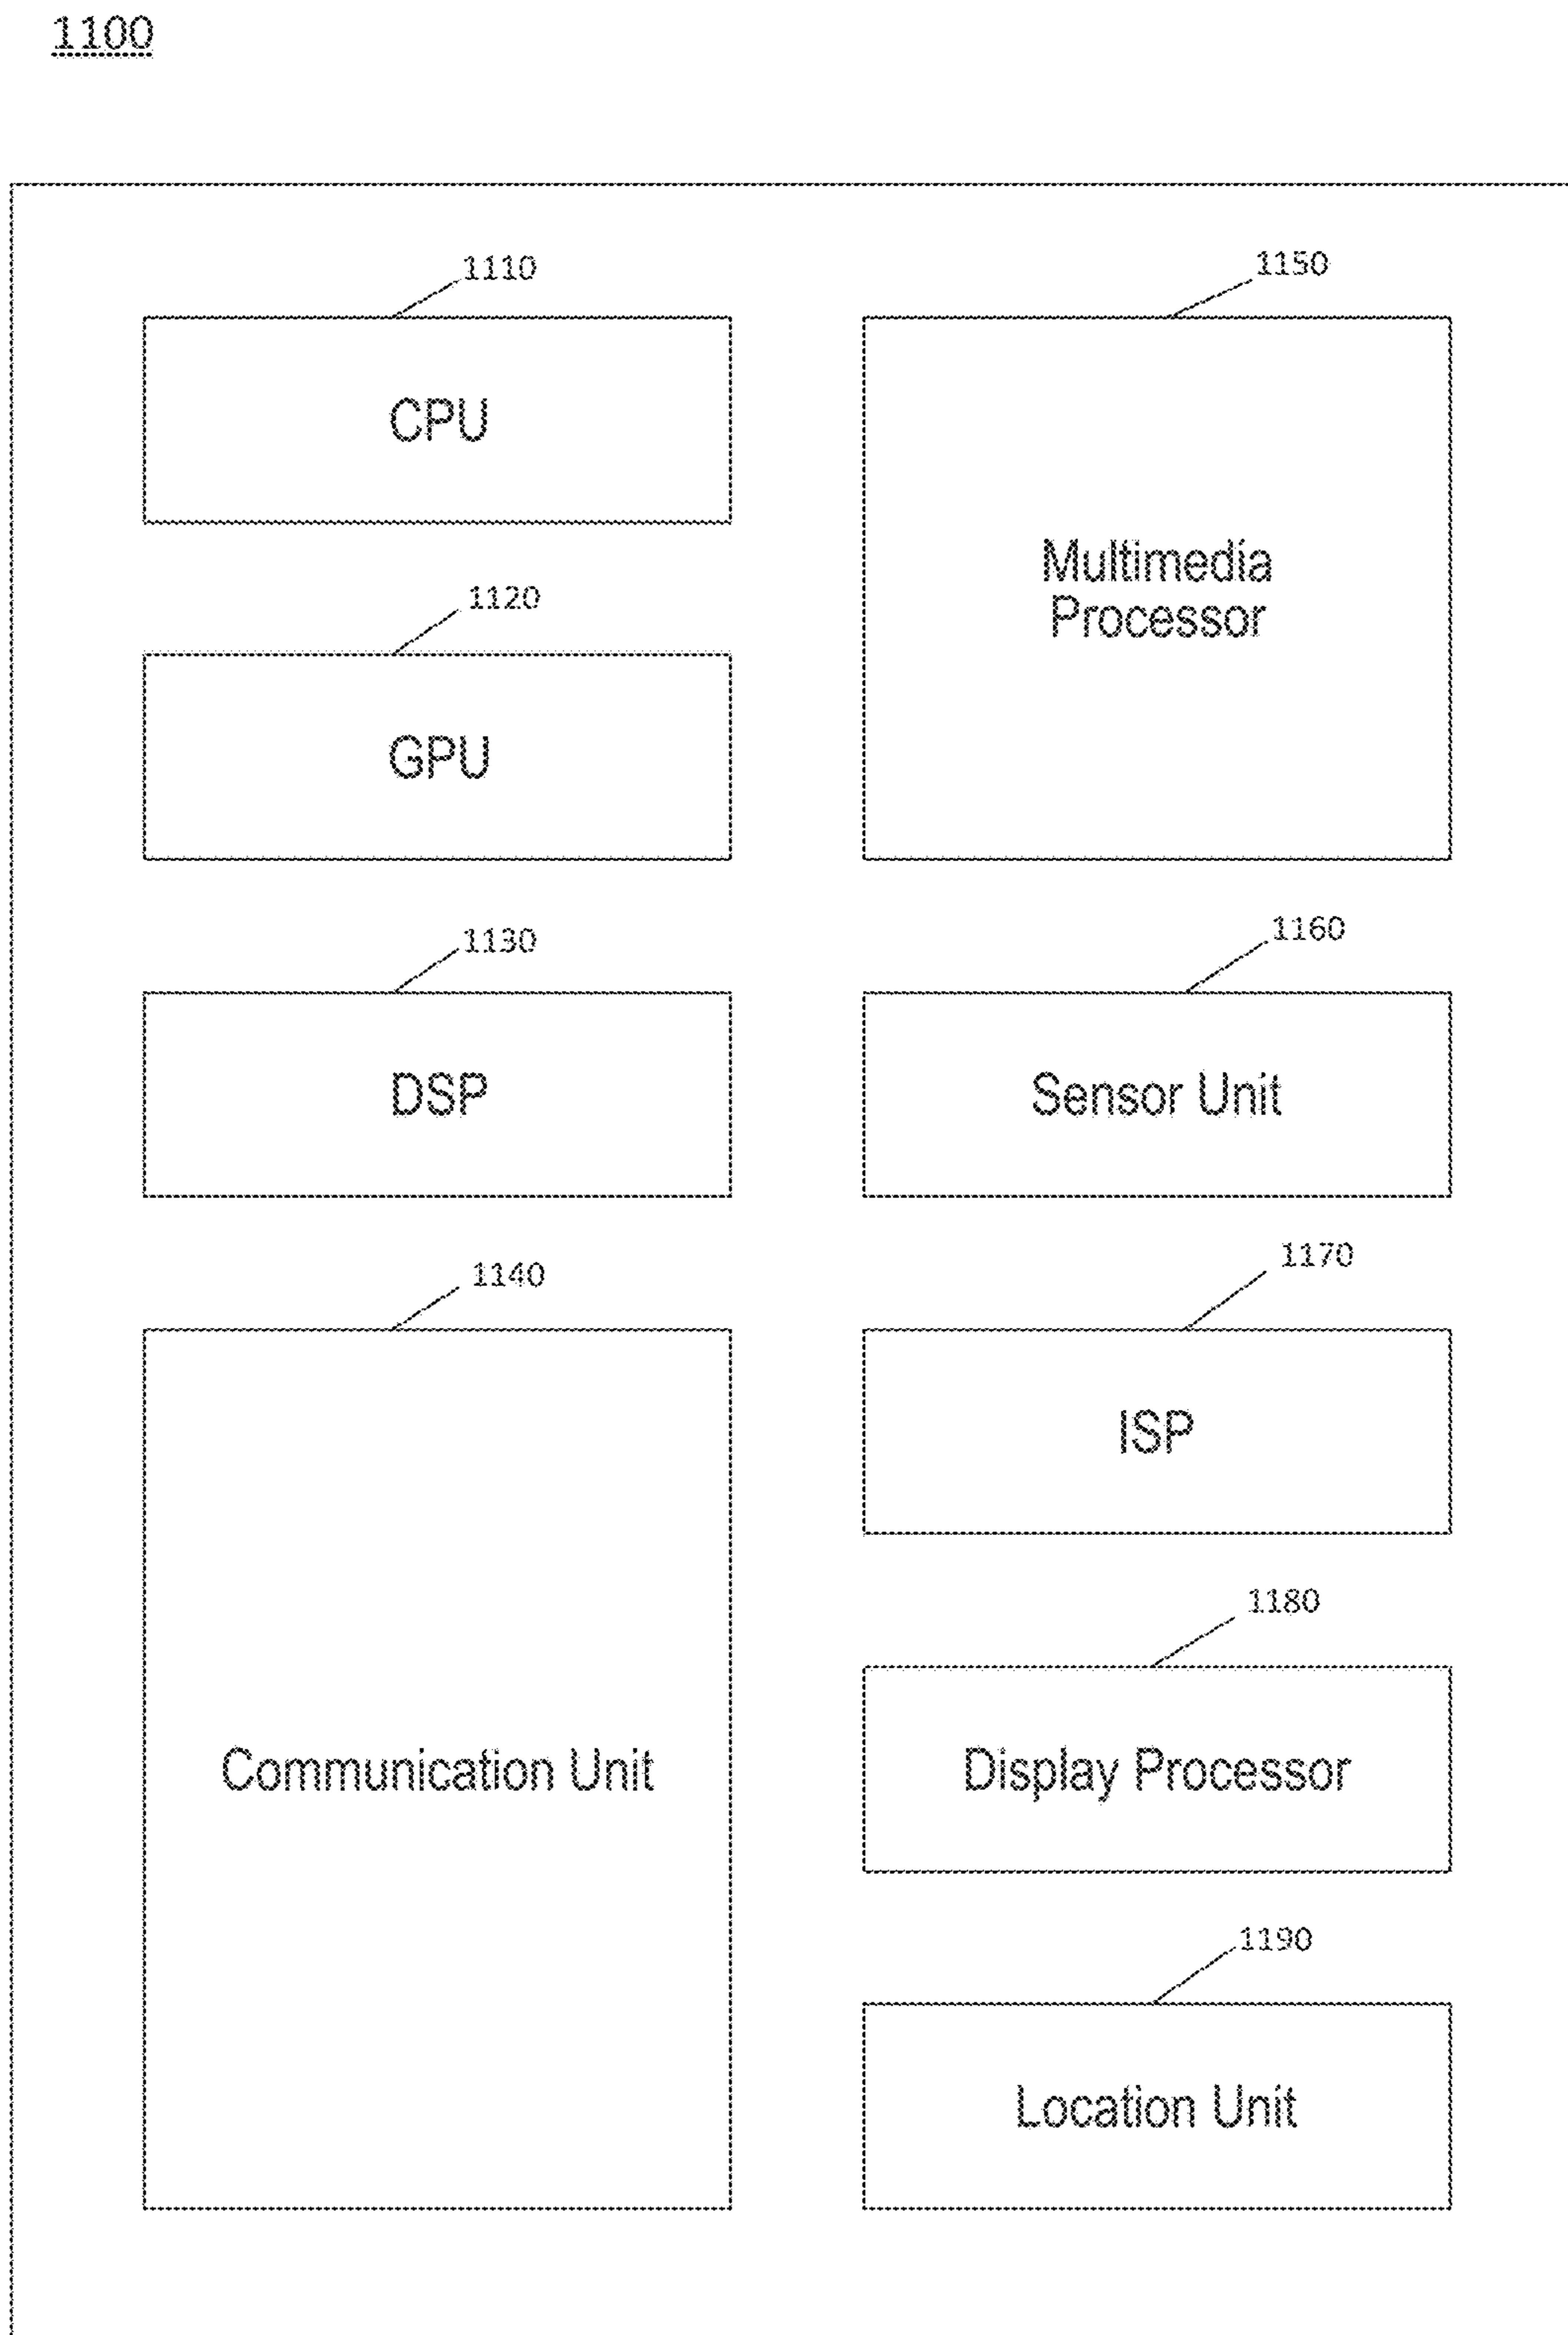 1100
1110
CPU
1120
GPU
1130
DSP
1140
Communication Unit
1150
Multimedia
Processor
1160
Sensor Unit
1170
ISP
1180
Display Processor
1190
Location Unit